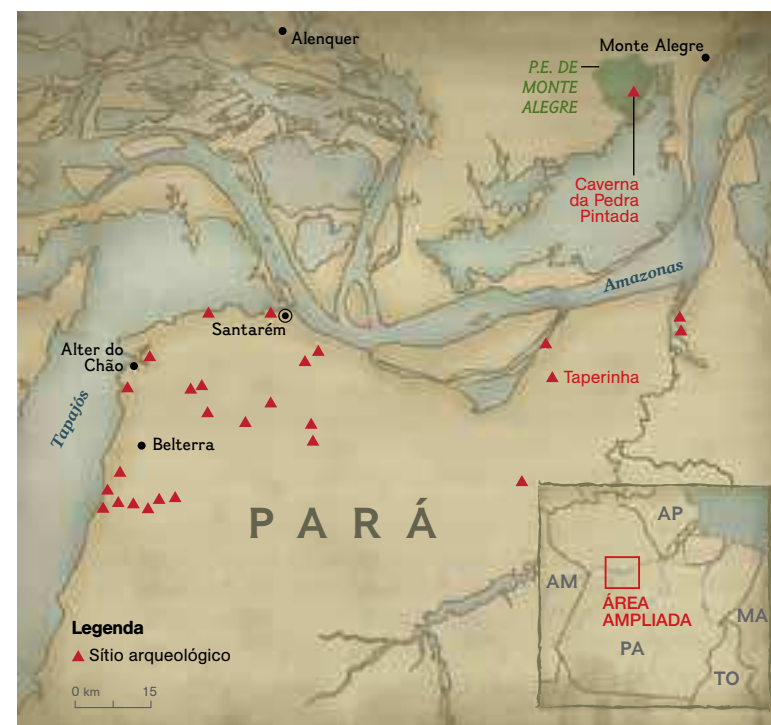 Alenquer
Monte Alegre
P.E. DE
MONTE
ALEGRE
Caverna
da Pedra
Pintada
Amazonas
Santarém
Alter do
Chão
Taperinha
Tapajós
Belterra
PARÁ
AP
AM
ÁREA
AMPLIADA
MA
PA
TO
Legenda
Sítio arqueológico
0 km 15